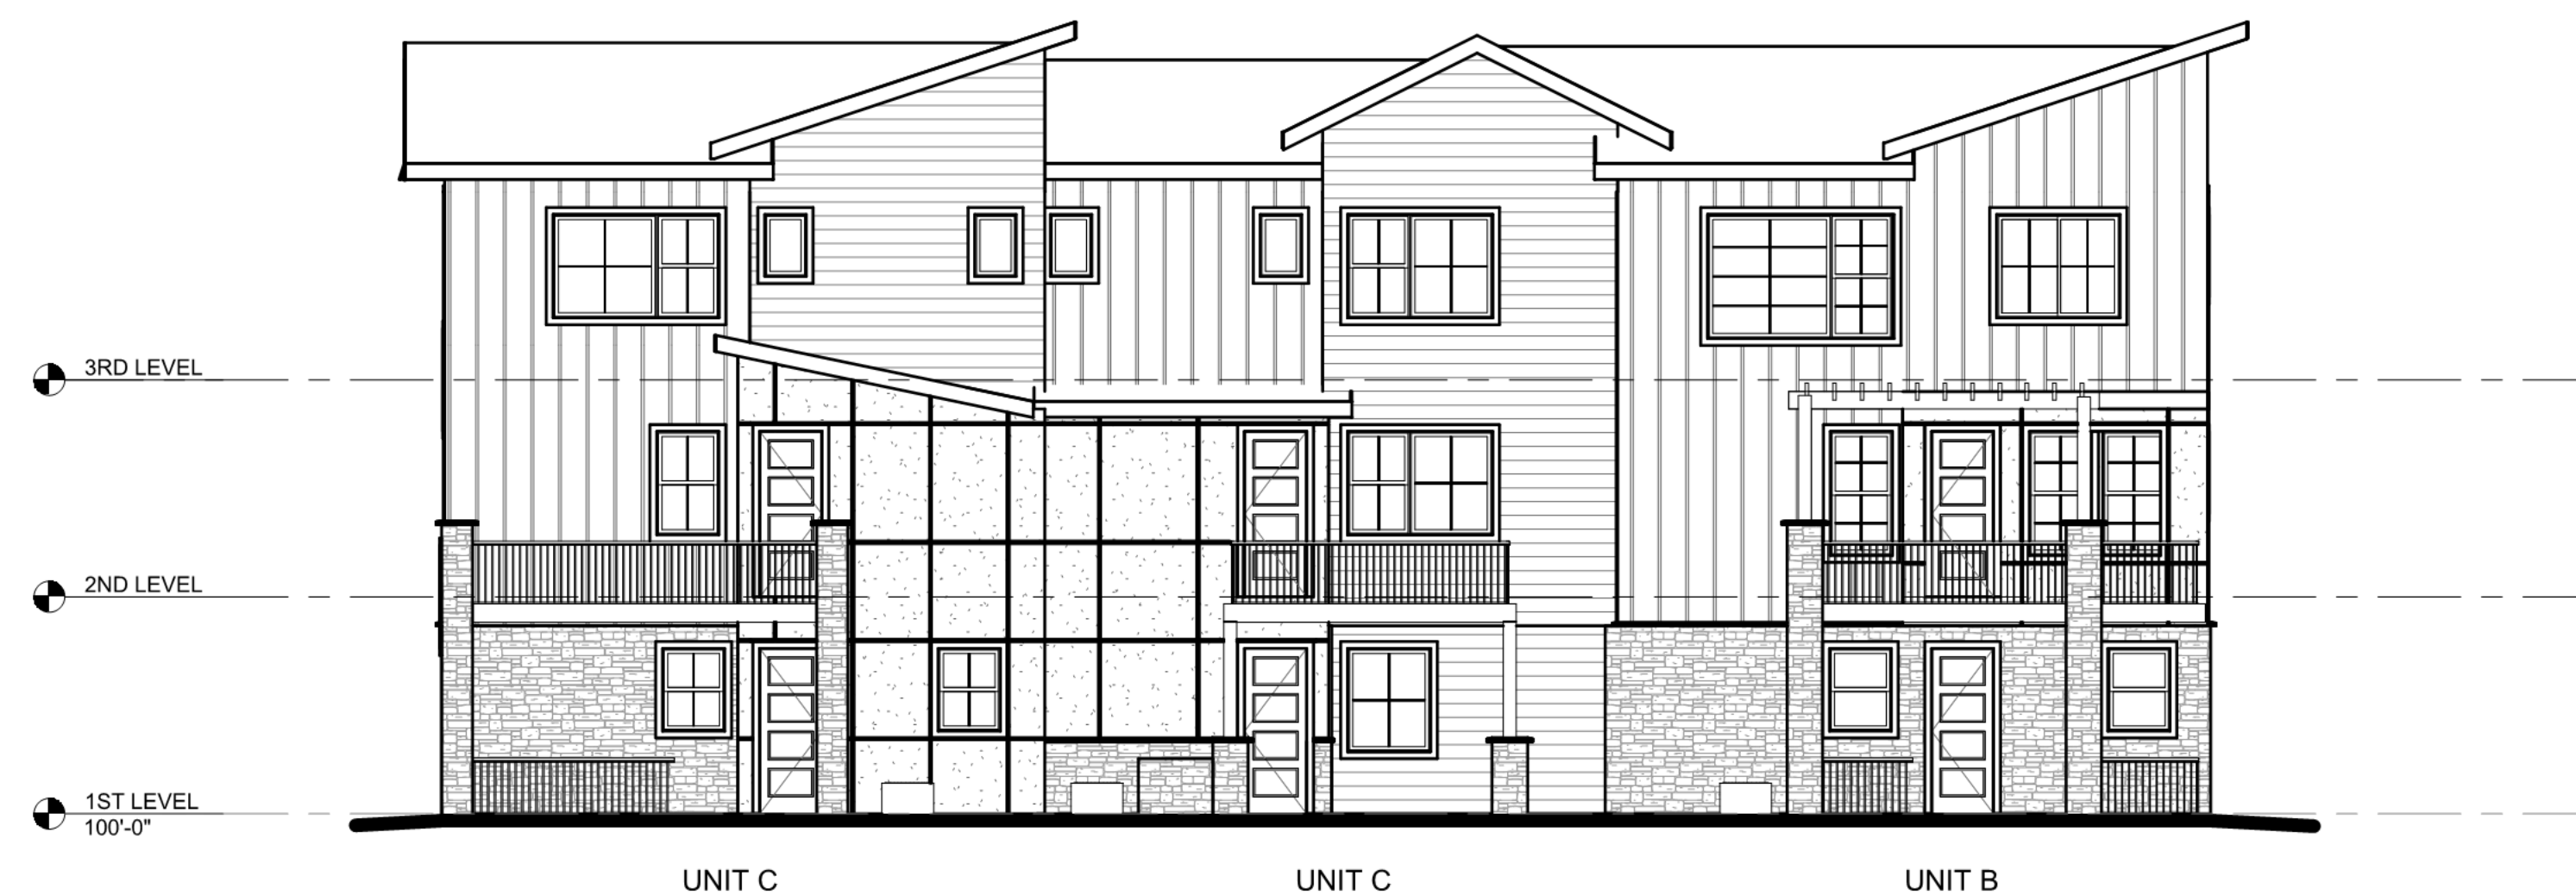 3RD LEVEL
2ND LEVEL
1ST LEVEL
100'-0"
UNIT C
UNIT C
UNIT B